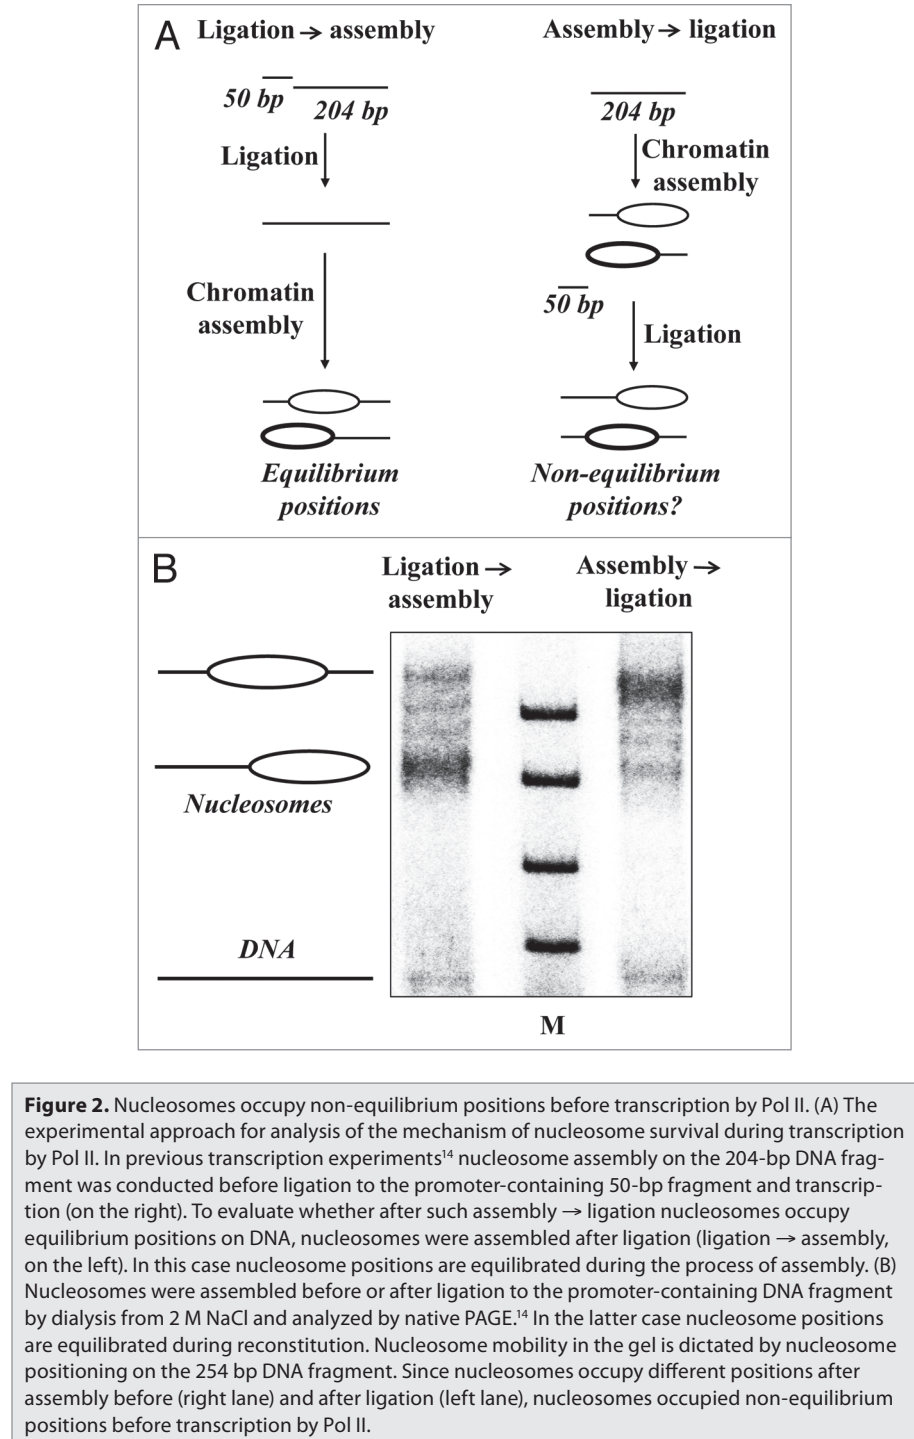 A
Ligation → assembly
50 bp
204 bp
Ligation
Chromatin
assembly
Equilibrium
positions
Assembly → ligation
204 bp
Chromatin
assembly
50 bp
Ligation
Non-equilibrium
positions?
B
Ligation →
assembly
Assembly →
ligation
Nucleosomes
DNA
M
Figure 2. Nucleosomes occupy non-equilibrium positions before transcription by Pol II. (A) The
experimental approach for analysis of the mechanism of nucleosome survival during transcription
by Pol II. In previous transcription experiments¹⁴ nucleosome assembly on the 204-bp DNA frag-
ment was conducted before ligation to the promoter-containing 50-bp fragment and transcrip-
tion (on the right). To evaluate whether after such assembly → ligation nucleosomes occupy
equilibrium positions on DNA, nucleosomes were assembled after ligation (ligation → assembly,
on the left). In this case nucleosome positions are equilibrated during the process of assembly. (B)
Nucleosomes were assembled before or after ligation to the promoter-containing DNA fragment
by dialysis from 2 M NaCl and analyzed by native PAGE.¹⁴ In the latter case nucleosome positions
are equilibrated during reconstitution. Nucleosome mobility in the gel is dictated by nucleosome
positioning on the 254 bp DNA fragment. Since nucleosomes occupy different positions after
assembly before (right lane) and after ligation (left lane), nucleosomes occupied non-equilibrium
positions before transcription by Pol II.